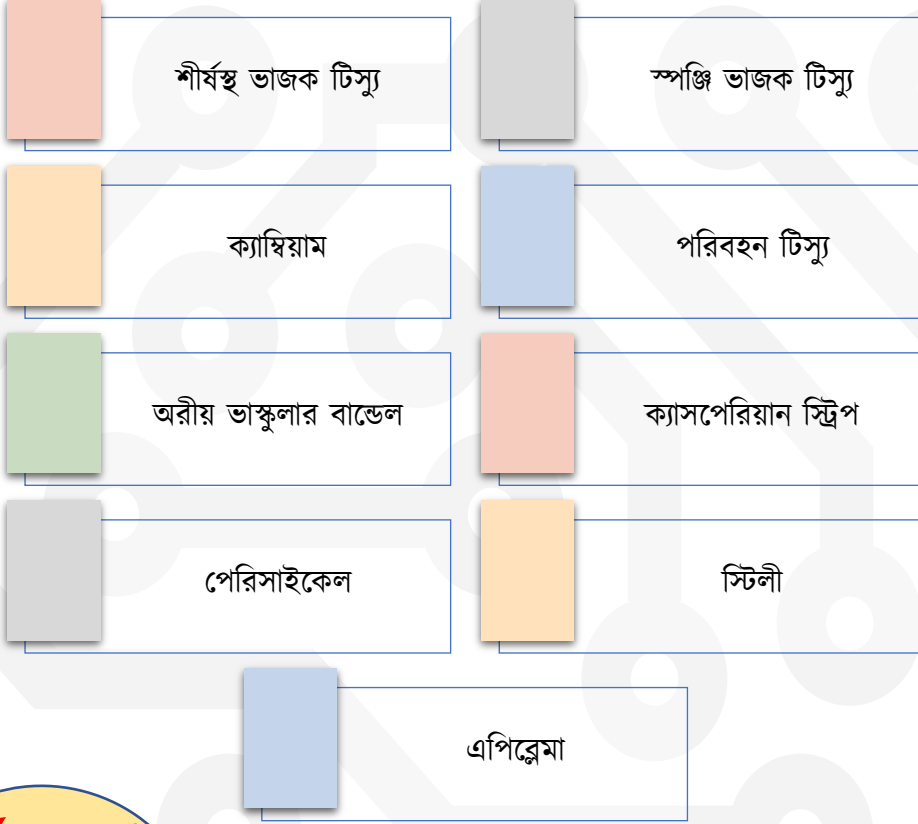 শীর্ষস্থ ভাজক টিস্যু
স্পঞ্জি ভাজক টিস্যু
ক্যাম্বিয়াম
পরিবহন টিস্যু
অরীয় ভাস্কুলার বান্ডেল
ক্যাসপেরিয়ান স্ট্রিপ
পেরিসাইকেল
স্টিলী
এপিব্লেমা